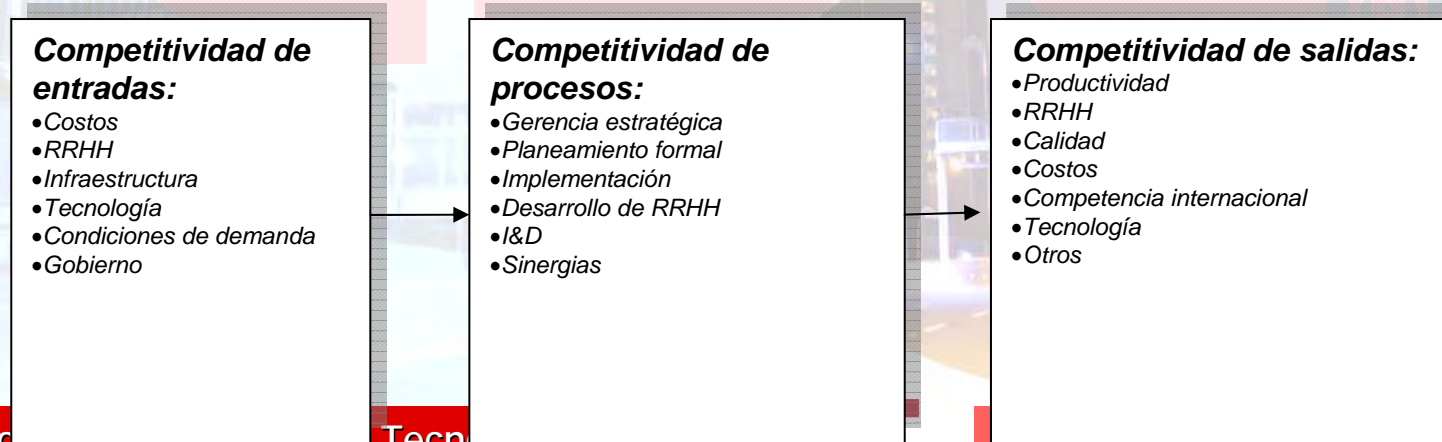 Competitividad de
entradas:
•Costos
•RRHH
•Infraestructura
•Tecnología
•Condiciones de demanda
•Gobierno
Competitividad de
procesos:
•Gerencia estratégica
•Planeamiento formal
•Implementación
•Desarrollo de RRHH
•I&D
•Sinergias
Competitividad de salidas:
•Productividad
•RRHH
•Calidad
•Costos
•Competencia internacional
•Tecnología
•Otros